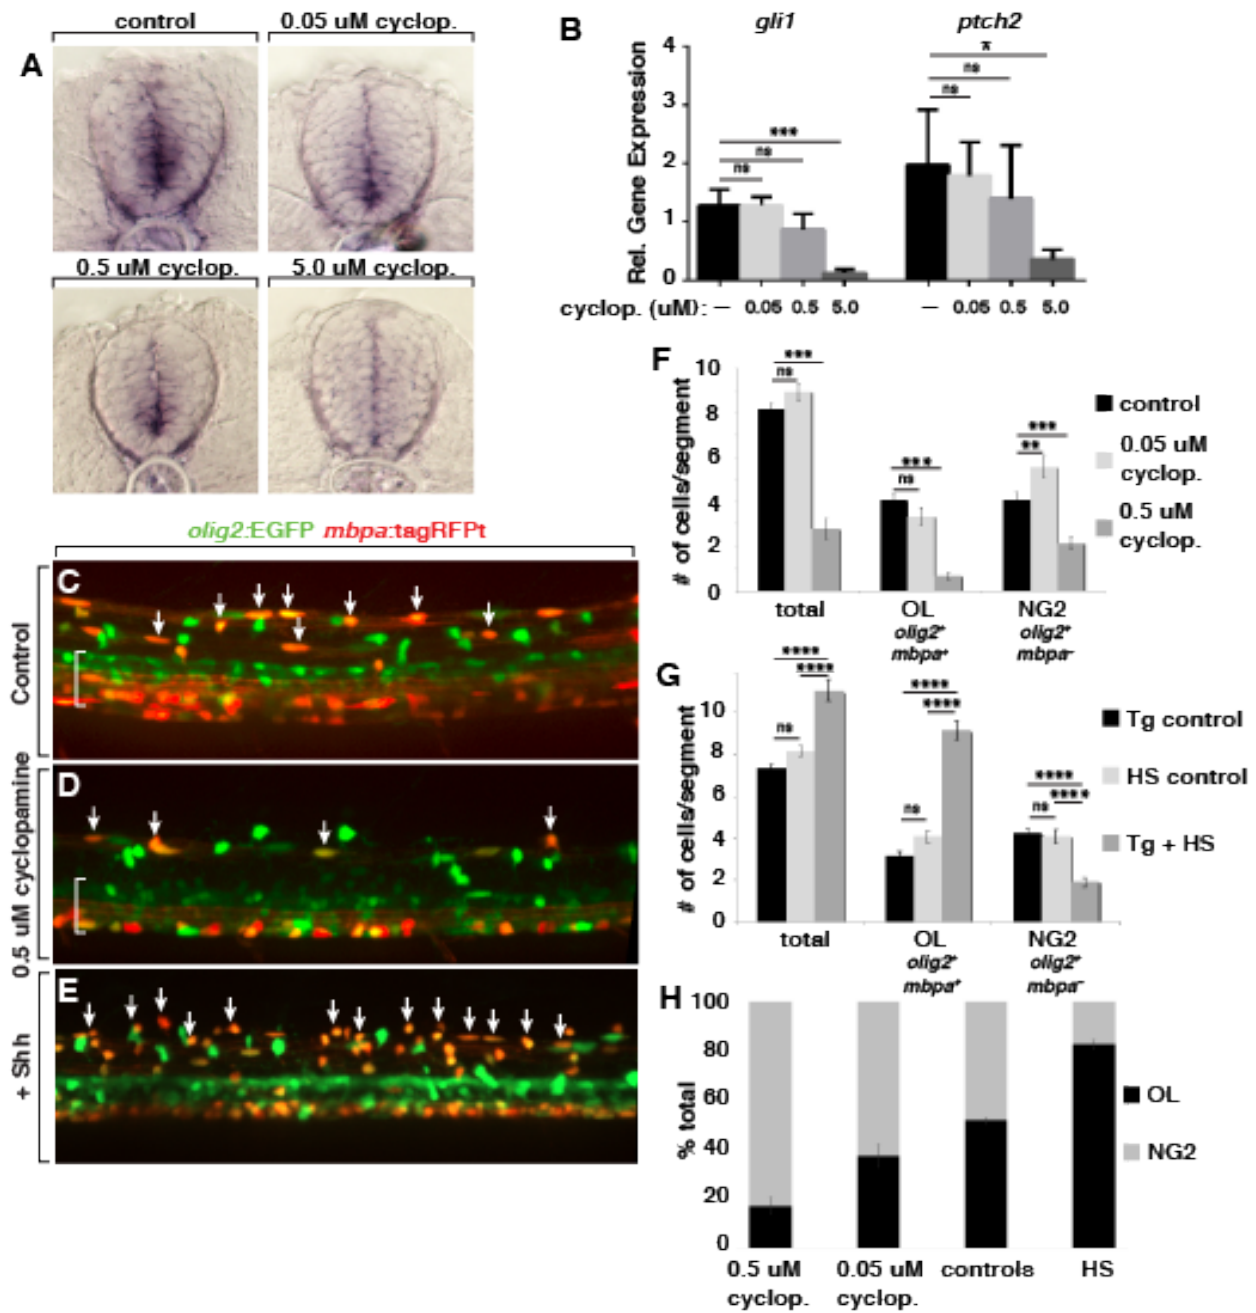 A
control
0.05 uM cyclop.
0.5 uM cyclop.
5.0 uM cyclop.
B
gli1
ptch2
Rel. Gene Expression
4
3
2
1
0
***
ns
ns
*
ns
ns
cyclop. (uM): – 0.05 0.5 5.0 – 0.05 0.5 5.0
olig2:EGFP mbpa:tagRFPt
C
Control
D
0.5 uM cyclopamine
E
+ Shh
F
# of cells/segment
10
8
6
4
2
0
***
ns
***
ns
***
**
total
OL
olig2+
mbpa+
NG2
olig2+
mbpa–
control
0.05 uM
cyclop.
0.5 uM
cyclop.
G
# of cells/segment
10
8
6
4
2
0
****
****
ns
****
****
ns
****
ns
****
total
OL
olig2+
mbpa+
NG2
olig2+
mbpa–
Tg control
HS control
Tg + HS
H
% total
100
80
60
40
20
0
0.5 uM
cyclop.
0.05 uM
cyclop.
controls
HS
OL
NG2